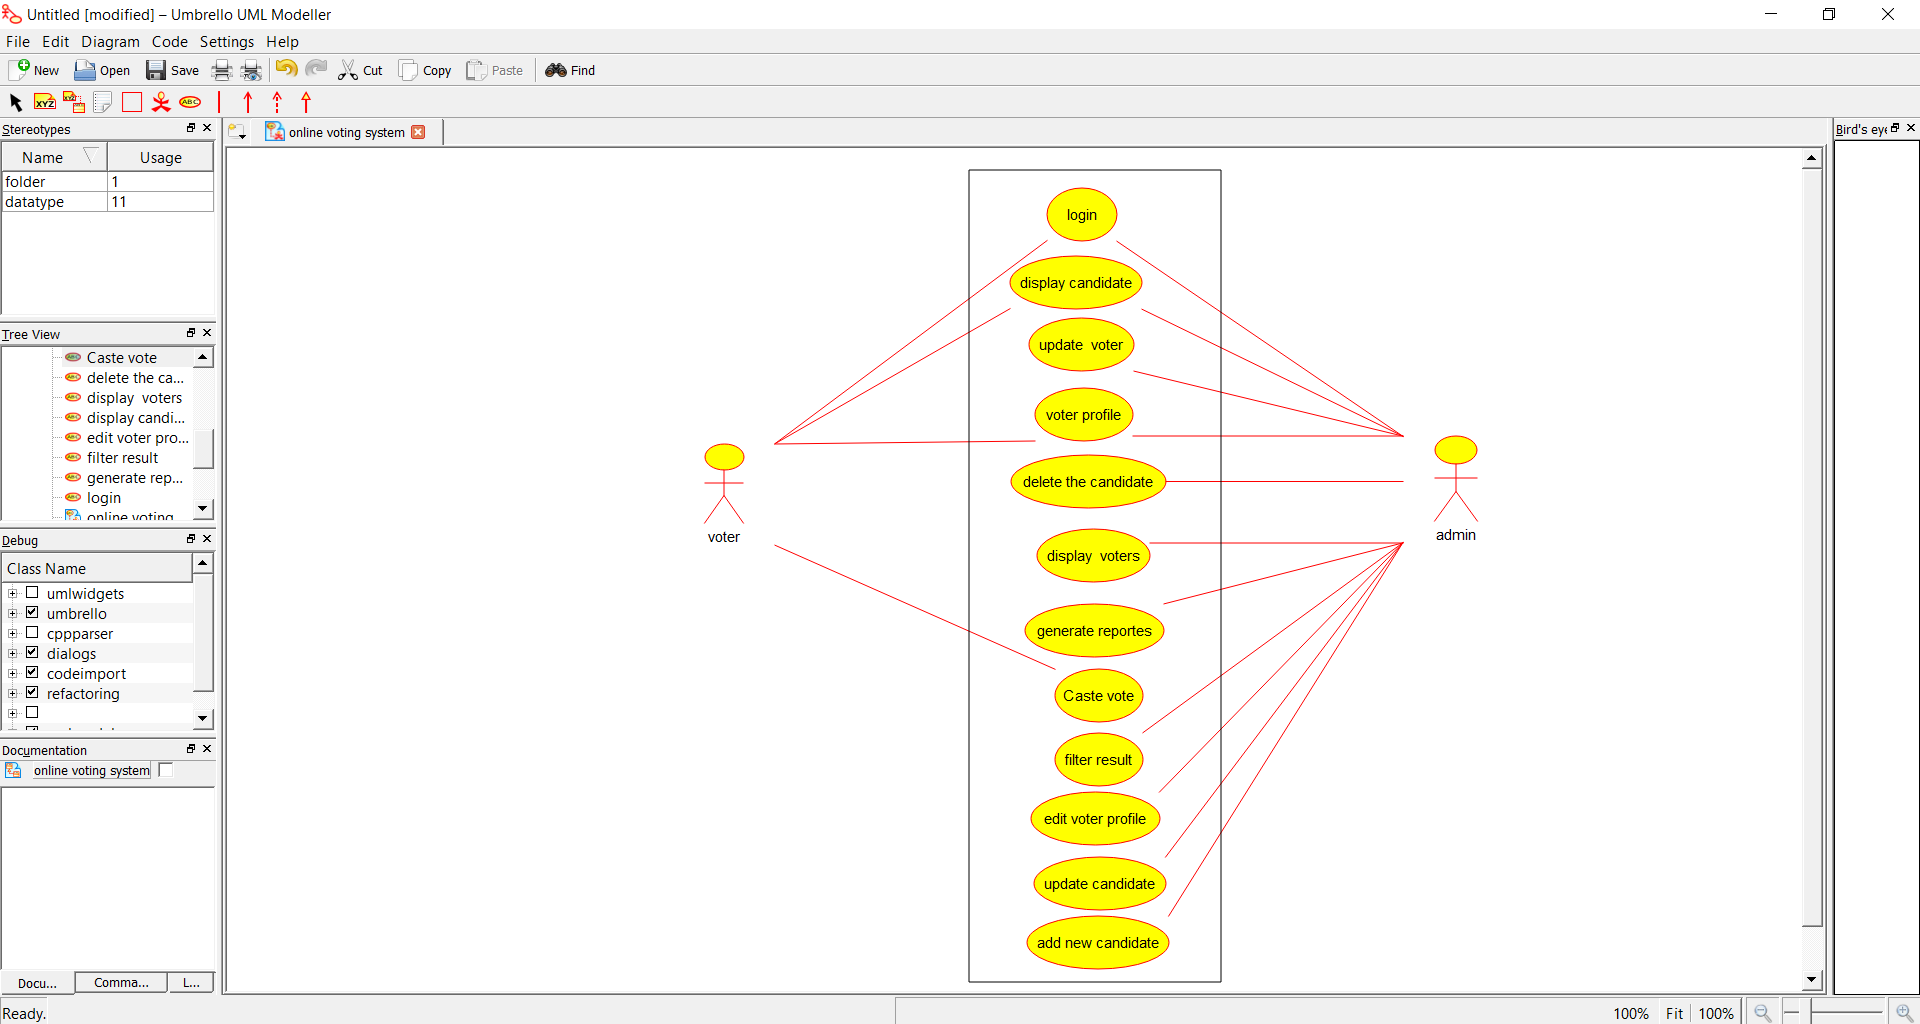 Untitled [modified] – Umbrello UML Modeller
File Edit Diagram Code Settings Help
New Open Save Cut Copy Paste Find
XYZ XYZ ABC
Stereotypes
Name Usage
folder 1
datatype 11
Tree View
Caste vote
delete the ca...
display  voters
display candi...
edit voter pro...
filter result
generate rep...
login
online voting
Debug
Class Name
umlwidgets
umbrello
cppparser
dialogs
codeimport
refactoring
Documentation
online voting system
Docu... Comma... L...
online voting system
login
display candidate
update  voter
voter profile
delete the candidate
display  voters
generate reportes
Caste vote
filter result
edit voter profile
update candidate
add new candidate
voter
admin
Bird's eye
Ready.
100% Fit 100%